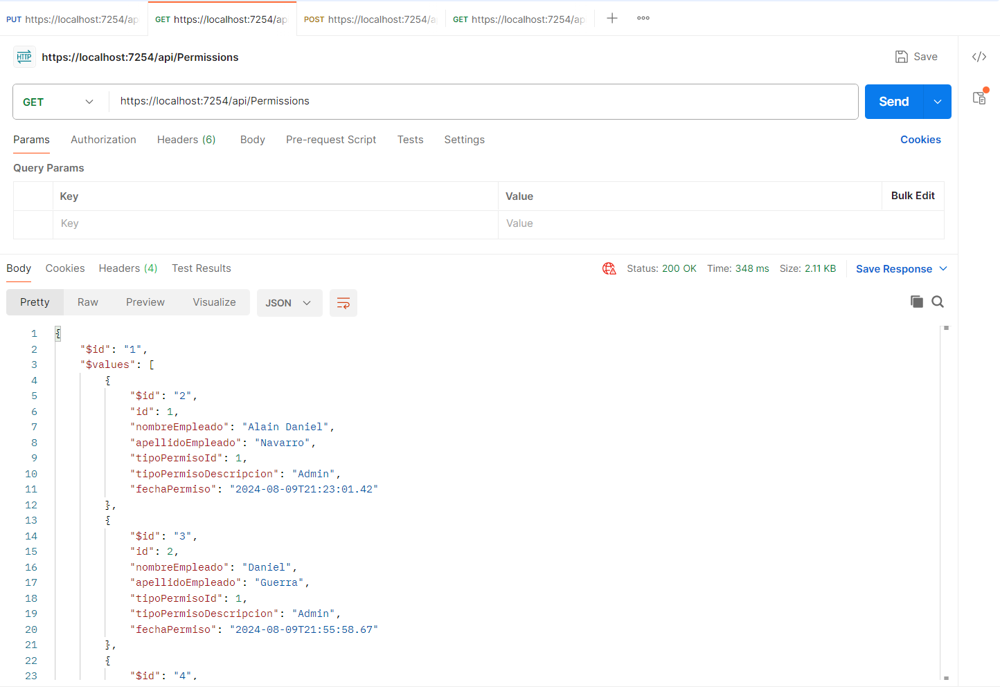 PUT https://localhost:7254/ap
GET https://localhost:7254/ap
POST https://localhost:7254/a
GET https://localhost:7254/ap
HTTP https://localhost:7254/api/Permissions
Save
GET
https://localhost:7254/api/Permissions
Send
Params Authorization Headers (6) Body Pre-request Script Tests Settings
Cookies
Query Params
Key Value Bulk Edit
Key Value
Body Cookies Headers (4) Test Results
Status: 200 OK Time: 348 ms Size: 2.11 KB
Save Response
Pretty Raw Preview Visualize
JSON
1 {
2 "$id": "1",
3 "$values": [
4 {
5 "$id": "2",
6 "id": 1,
7 "nombreEmpleado": "Alain Daniel",
8 "apellidoEmpleado": "Navarro",
9 "tipoPermisoId": 1,
10 "tipoPermisoDescripcion": "Admin",
11 "fechaPermiso": "2024-08-09T21:23:01.42"
12 },
13 {
14 "$id": "3",
15 "id": 2,
16 "nombreEmpleado": "Daniel",
17 "apellidoEmpleado": "Guerra",
18 "tipoPermisoId": 1,
19 "tipoPermisoDescripcion": "Admin",
20 "fechaPermiso": "2024-08-09T21:55:58.67"
21 },
22 {
23 "$id": "4",